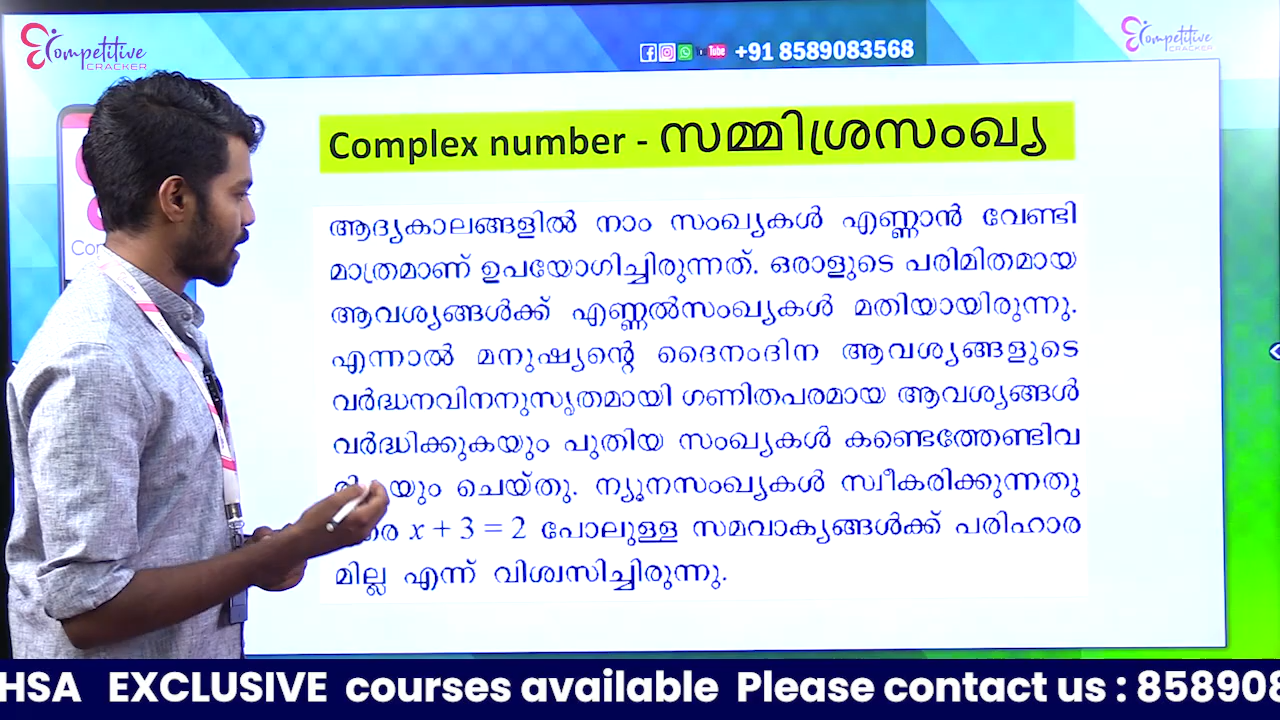 Competitive
CRACKER
Tube +91 8589083568
Competitive
CRACKER
Complex number - സമ്മിശ്രസംഖ്യ
ആദ്യകാലങ്ങളിൽ നാം സംഖ്യകൾ എണ്ണാൻ വേണ്ടി
മാത്രമാണ് ഉപയോഗിച്ചിരുന്നത്. ഒരാളുടെ പരിമിതമായ
ആവശ്യങ്ങൾക്ക് എണ്ണൽസംഖ്യകൾ മതിയായിരുന്നു.
എന്നാൽ മനുഷ്യന്റെ ദൈനംദിന ആവശ്യങ്ങളുടെ
വർദ്ധനവിനനുസൃതമായി ഗണിതപരമായ ആവശ്യങ്ങൾ
വർദ്ധിക്കുകയും പുതിയ സംഖ്യകൾ കണ്ടെത്തേണ്ടിവ
യും ചെയ്തു. ന്യൂനസംഖ്യകൾ സ്വീകരിക്കുന്നതു
x + 3 = 2 പോലുള്ള സമവാക്യങ്ങൾക്ക് പരിഹാര
മില്ല എന്ന് വിശ്വസിച്ചിരുന്നു.
HSA EXCLUSIVE courses available Please contact us : 85890